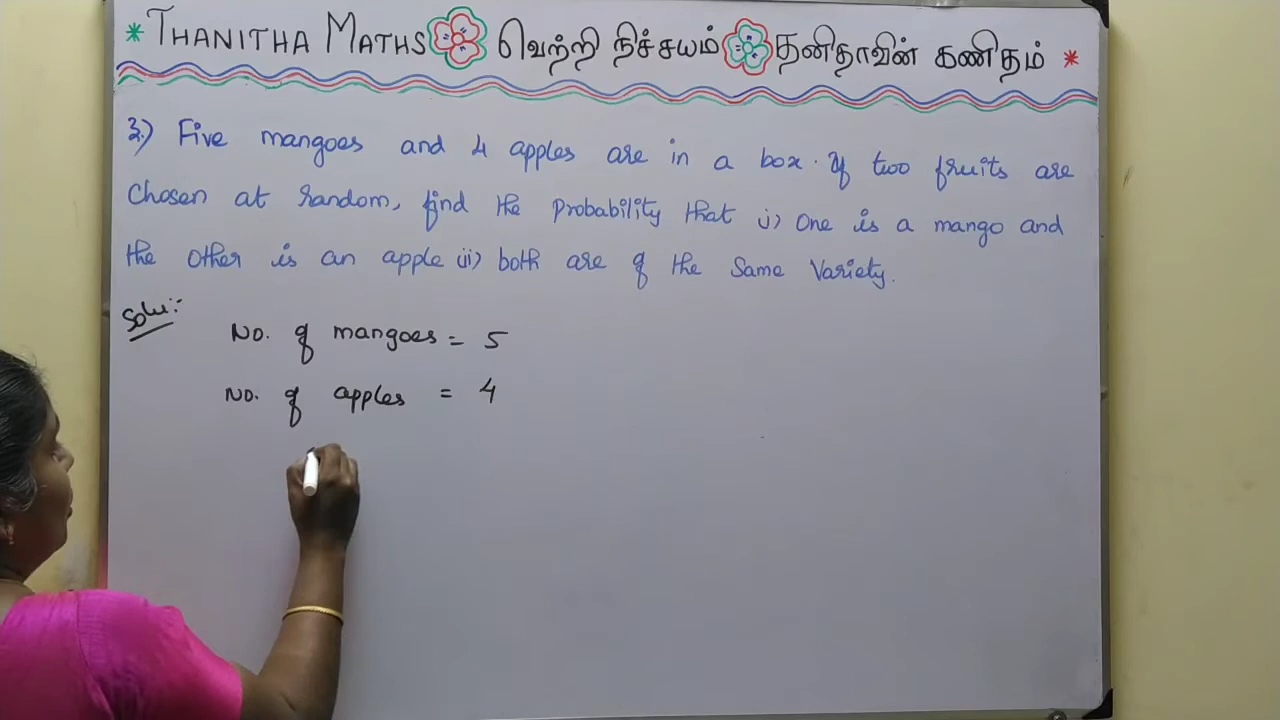 * THANITHA MATHS வெற்றி நிச்சயம் தனிதாவின் கணிதம் *
3.) Five mangoes and 4 apples are in a box. If two fruits are
chosen at random, find the probability that i) One is a mango and
the other is an apple ii) both are of the Same Variety.
Solu:-
No. of mangoes = 5
No. of apples = 4